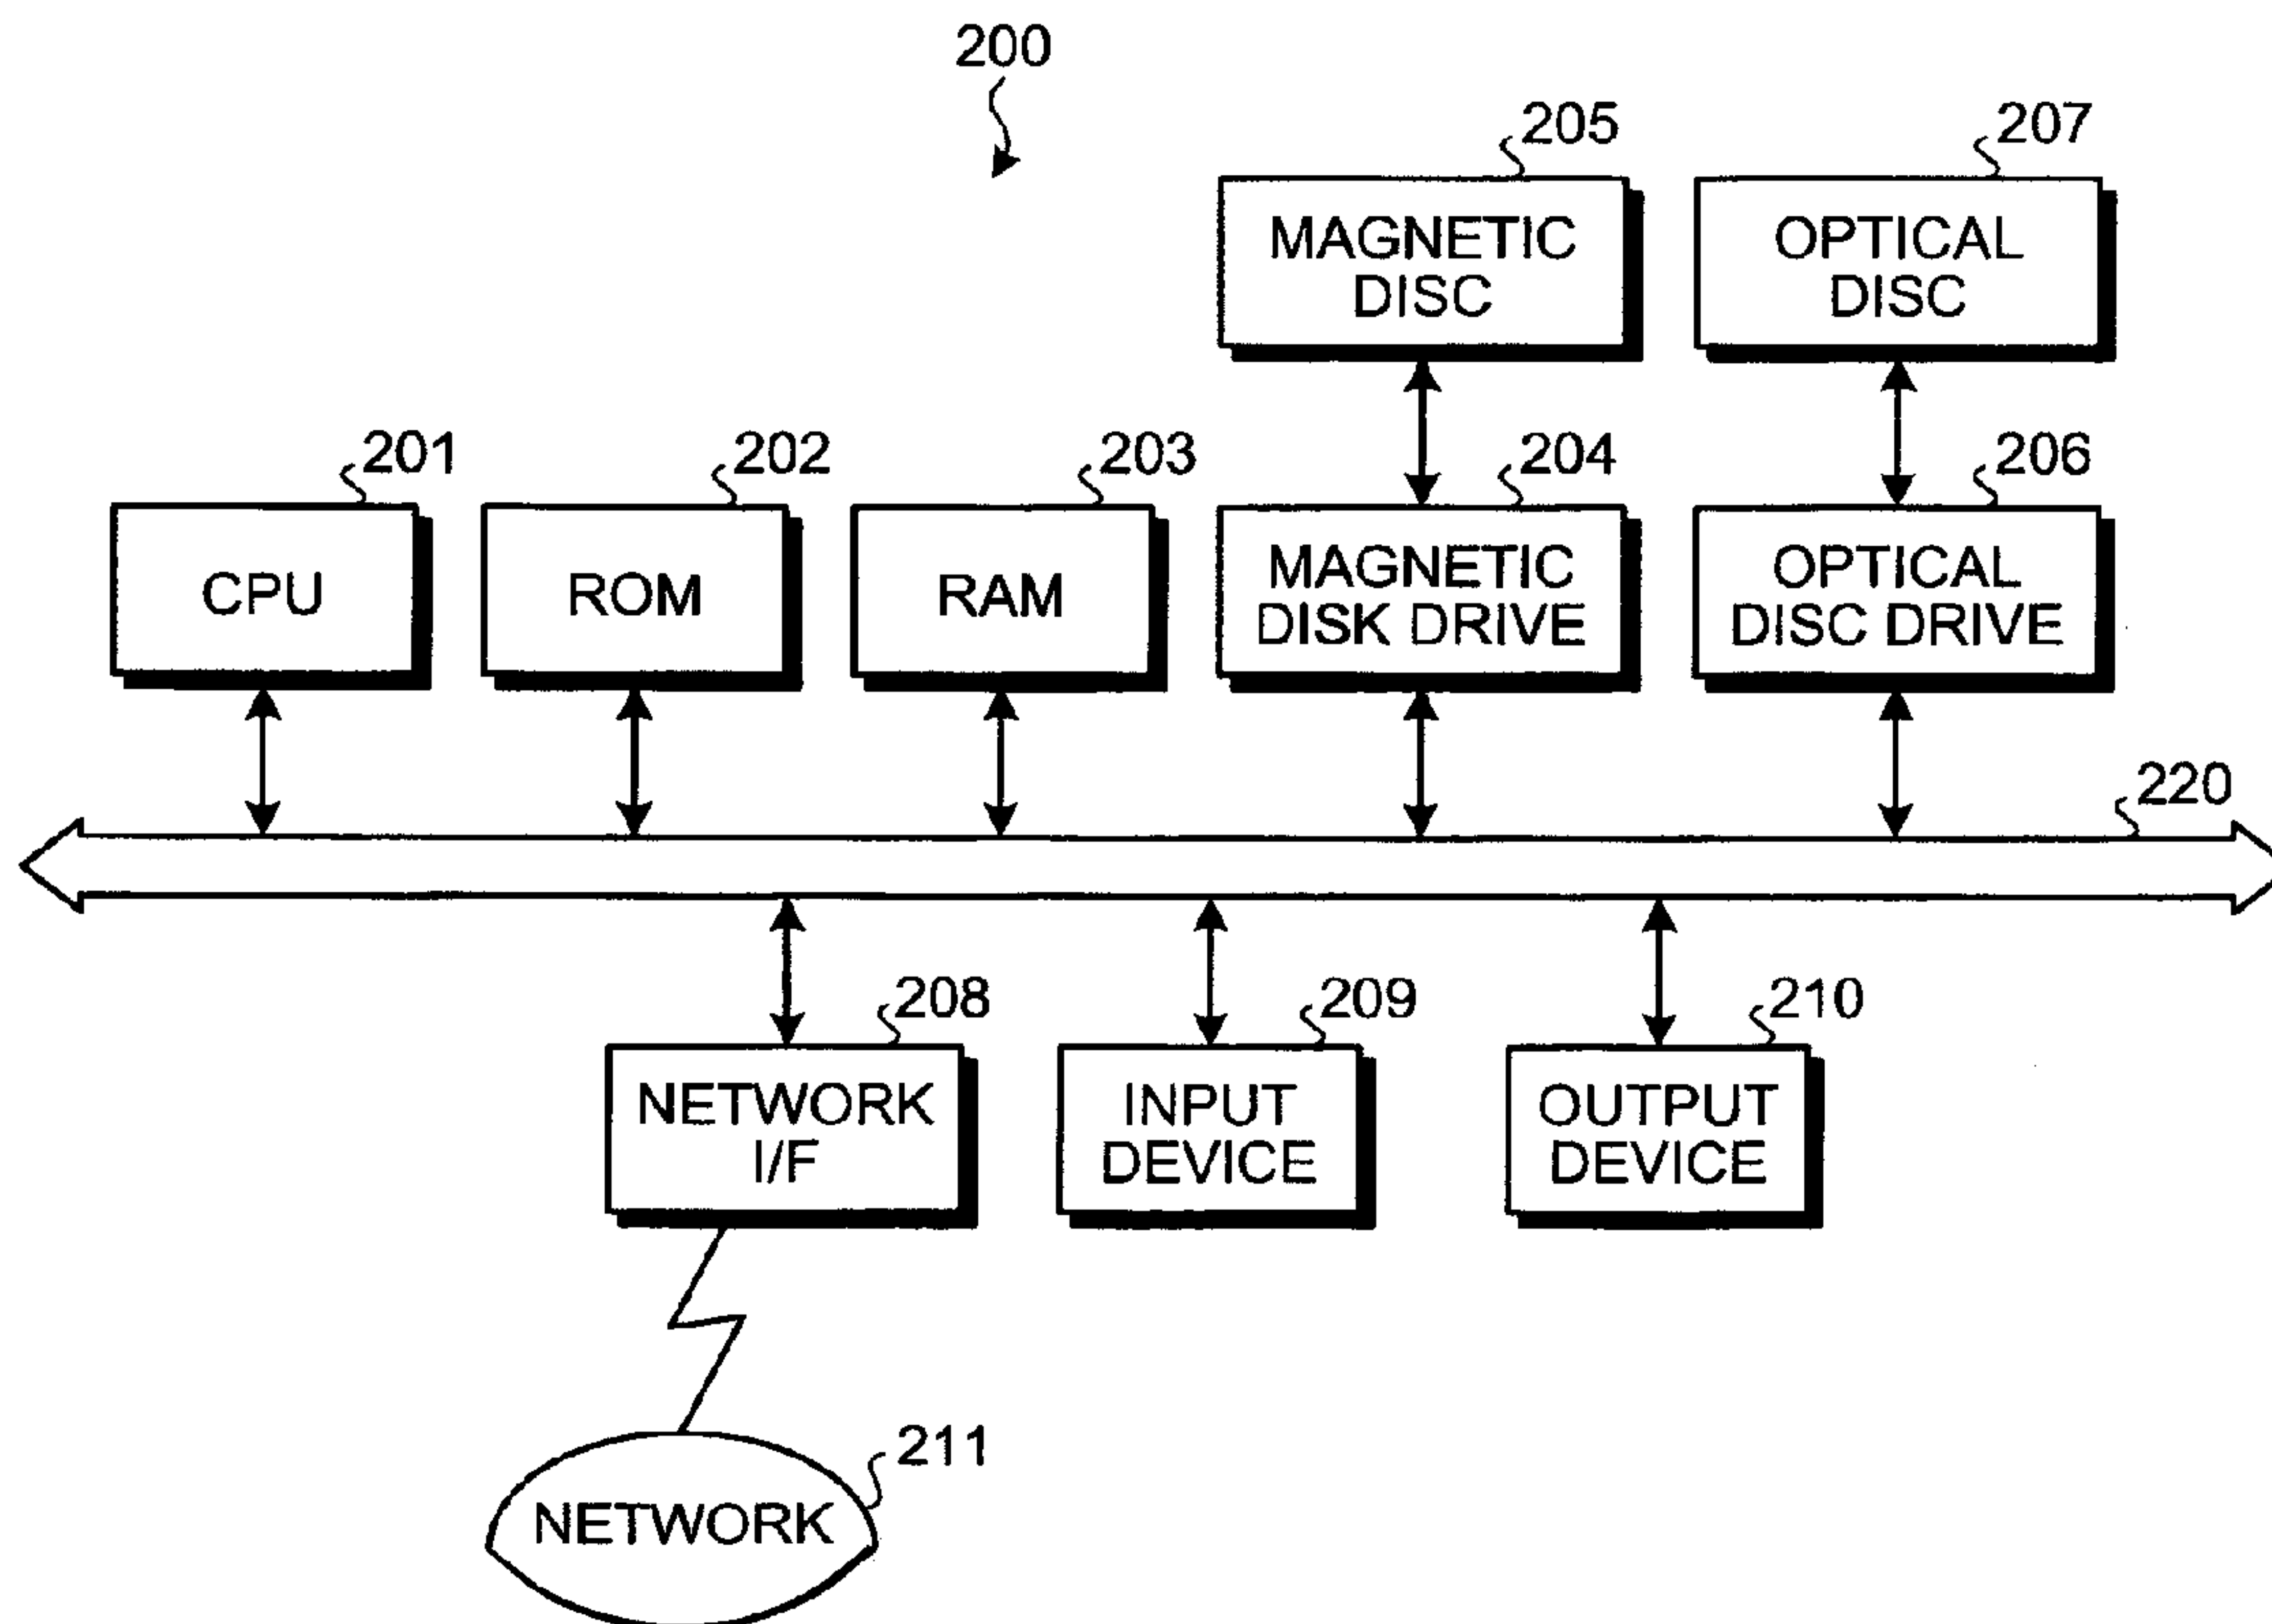 200
205
207
MAGNETIC
DISC
OPTICAL
DISC
201
202
203
204
206
CPU
ROM
RAM
MAGNETIC
DISK DRIVE
OPTICAL
DISC DRIVE
220
208
209
210
NETWORK
I/F
INPUT
DEVICE
OUTPUT
DEVICE
211
NETWORK